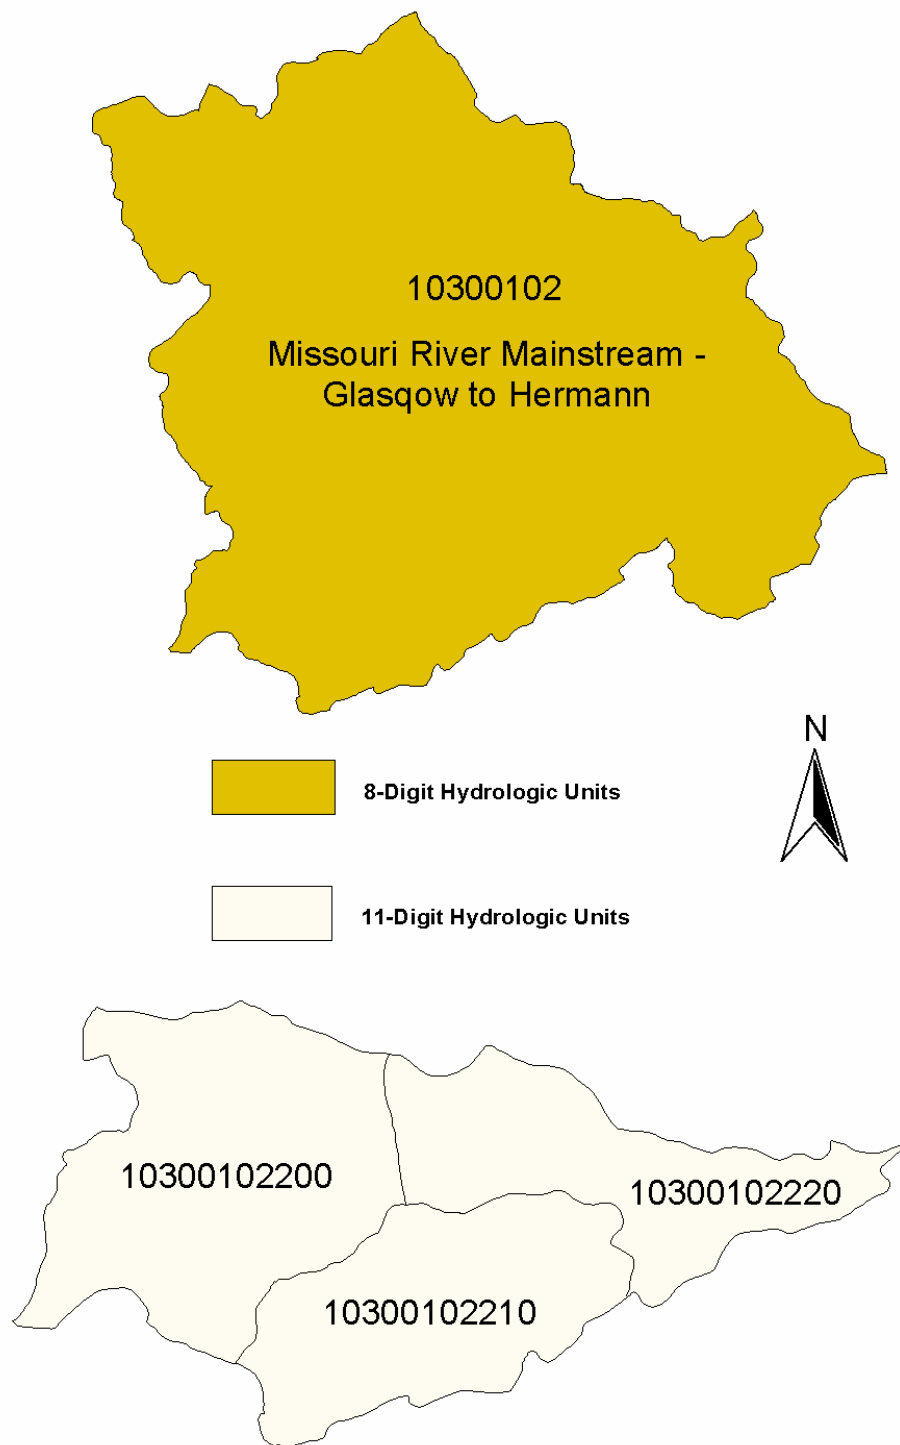 10300102
Missouri River Mainstream -
Glasqow to Hermann
N
8-Digit Hydrologic Units
11-Digit Hydrologic Units
10300102200
10300102220
10300102210